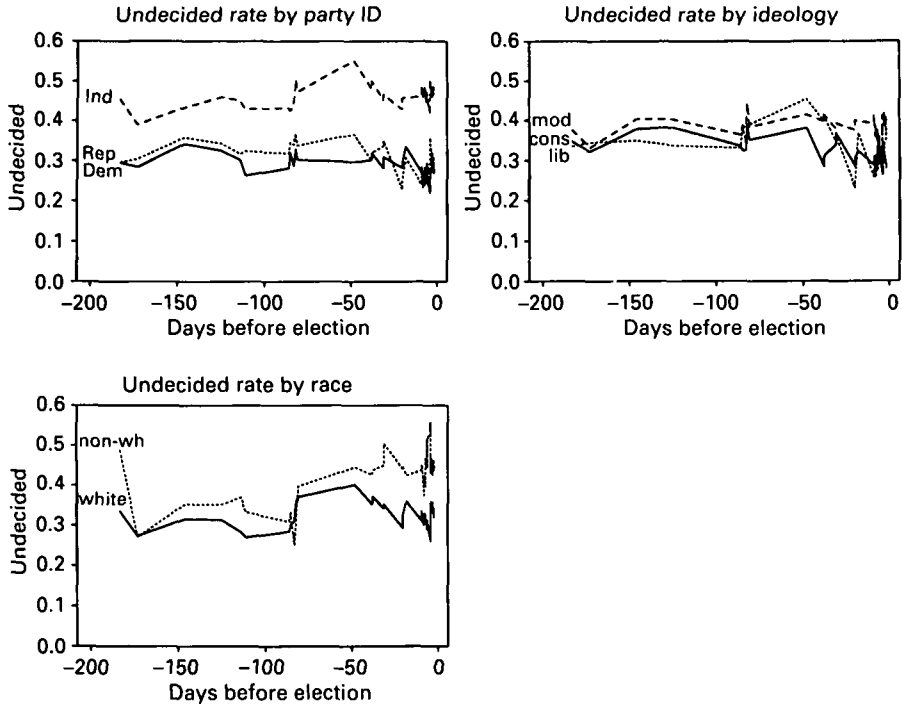 Undecided rate by party ID
Undecided
0.6
0.5
0.4
0.3
0.2
0.1
0.0
Ind
Rep
Dem
−200 −150 −100 −50 0
Days before election
Undecided rate by ideology
Undecided
0.6
0.5
0.4
0.3
0.2
0.1
0.0
mod
cons
lib
−200 −150 −100 −50 0
Days before election
Undecided rate by race
Undecided
0.6
0.5
0.4
0.3
0.2
0.1
0.0
non-wh
white
−200 −150 −100 −50 0
Days before election